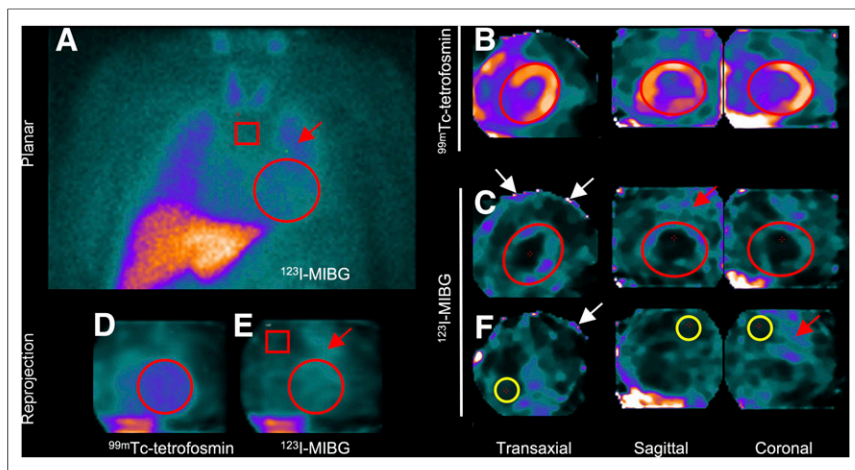 A
B
Planar
⁹⁹ᵐTc-tetrofosmin
¹²³I-MIBG
C
¹²³I-MIBG
D
E
F
Reprojection
⁹⁹ᵐTc-tetrofosmin
¹²³I-MIBG
Transaxial
Sagittal
Coronal